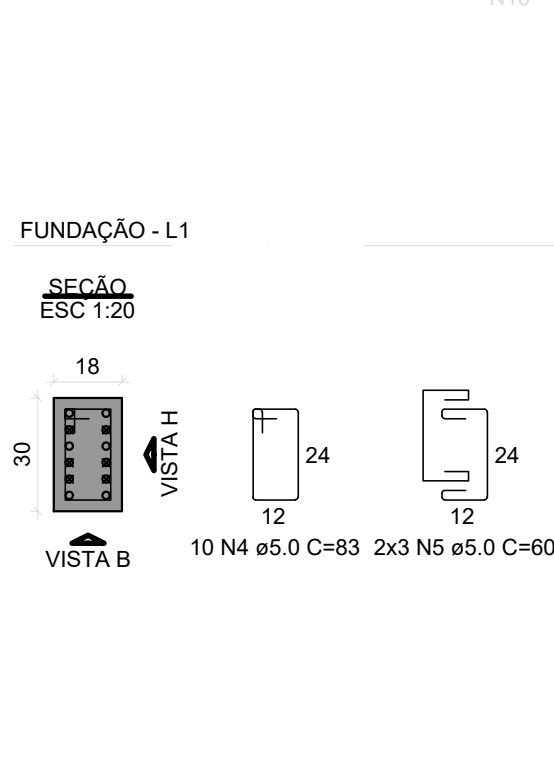 FUNDAÇÃO - L1
SEÇÃO
ESC 1:20
18
30
VISTA H
VISTA B
24
12
10 N4 ø5.0 C=83
24
12
2x3 N5 ø5.0 C=60